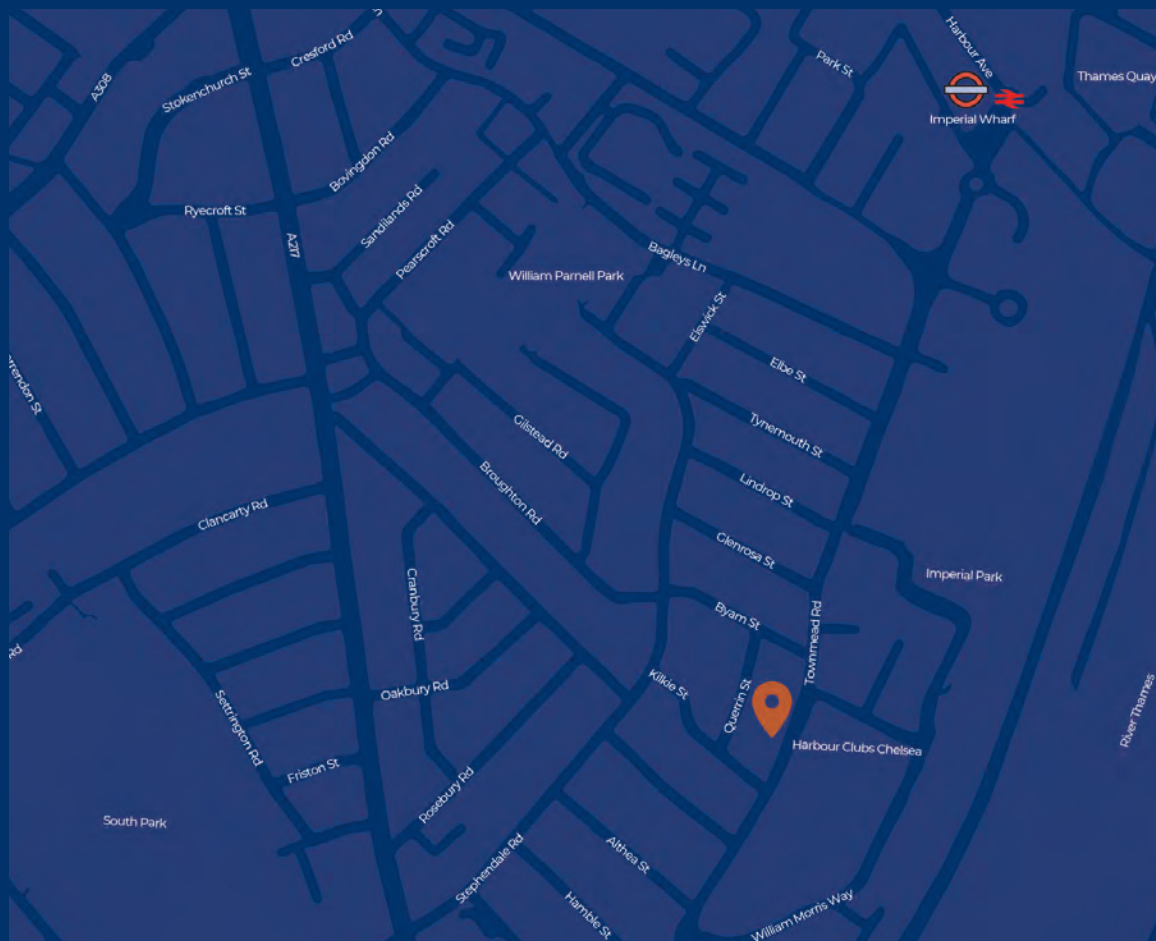 Harbour Ave
Cresford Rd
Park St
Thames Quay
A308
Stokenchurch St
Imperial Wharf
Bovingdon Rd
Ryecroft St
Sandilands Rd
A217
Pearscroft Rd
Bagleys Ln
William Parnell Park
Elswick St
Elbe St
Gilstead Rd
Tynemouth St
Broughton Rd
Lindrop St
Clancarty Rd
Glenrosa St
Imperial Park
Cranbury Rd
Byam St
Townmead Rd
Rd
Kilkie St
Oakbury Rd
Querrin St
Settrington Rd
River Thames
Harbour Clubs Chelsea
Friston St
Rosebury Rd
South Park
Althea St
Stephendale Rd
Hamble St
William Morris Way